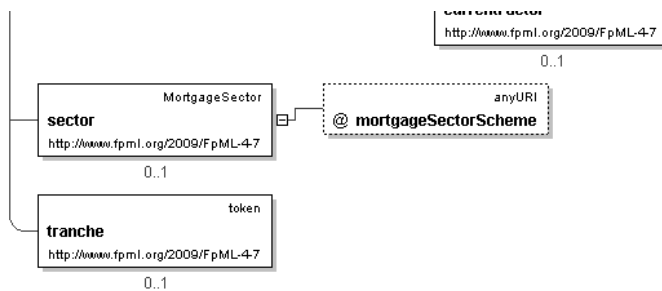 currentFactor
http://www.fpml.org/2009/FpML-4-7
0..1
MortgageSector
sector
http://www.fpml.org/2009/FpML-4-7
0..1
anyURI
@ mortgageSectorScheme
token
tranche
http://www.fpml.org/2009/FpML-4-7
0..1